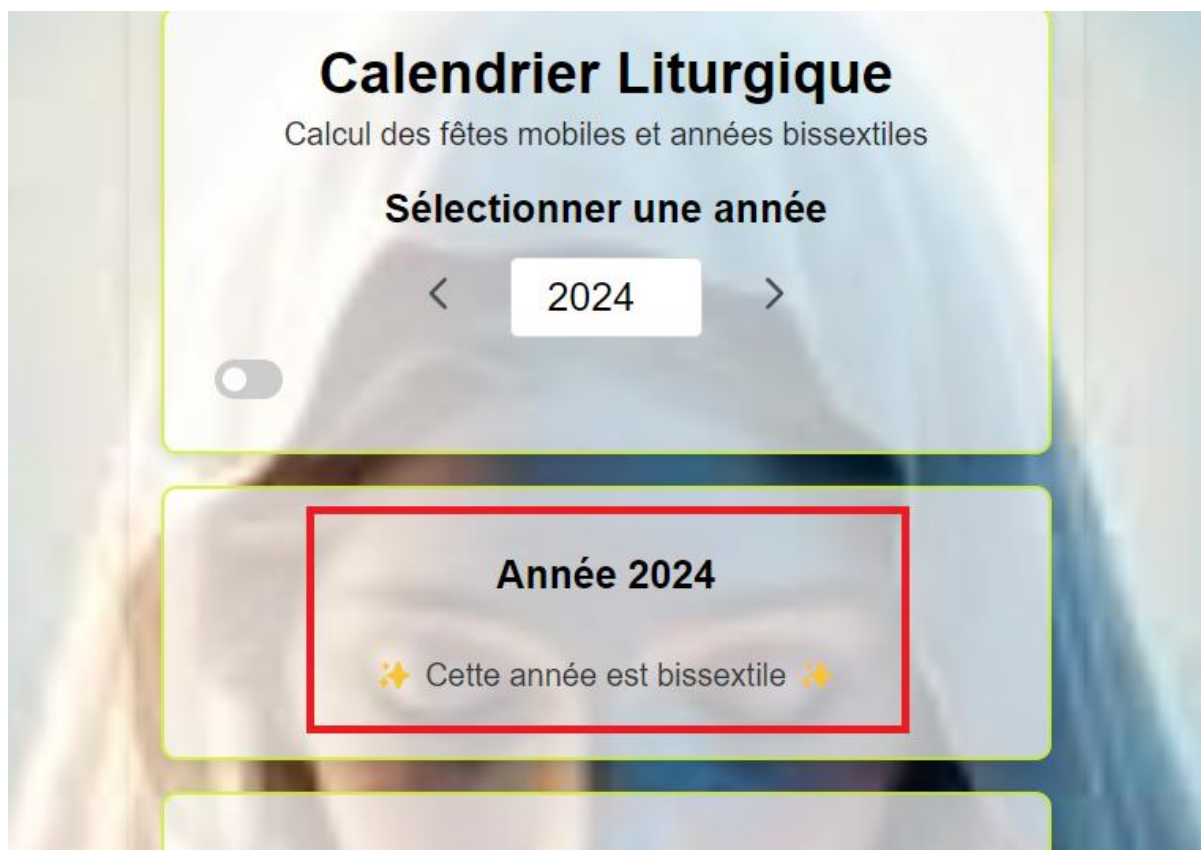 Calendrier Liturgique
Calcul des fêtes mobiles et années bissextiles
Sélectionner une année
2024
Année 2024
✨ Cette année est bissextile ✨